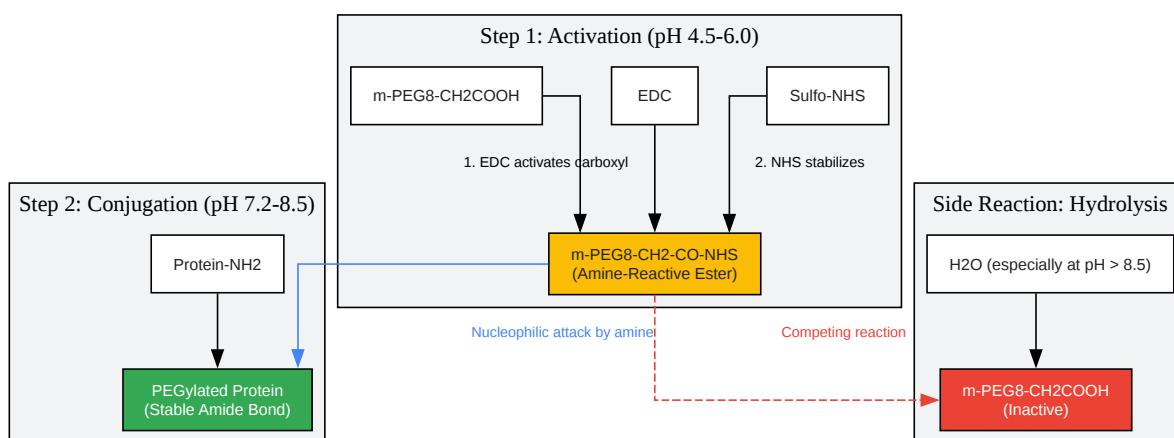 Step 1: Activation (pH 4.5-6.0)
m-PEG8-CH2COOH
EDC
Sulfo-NHS
1. EDC activates carboxyl
2. NHS stabilizes
m-PEG8-CH2-CO-NHS
(Amine-Reactive Ester)
Step 2: Conjugation (pH 7.2-8.5)
Protein-NH2
Nucleophilic attack by amine
PEGylated Protein
(Stable Amide Bond)
Side Reaction: Hydrolysis
H2O (especially at pH > 8.5)
Competing reaction
m-PEG8-CH2COOH
(Inactive)